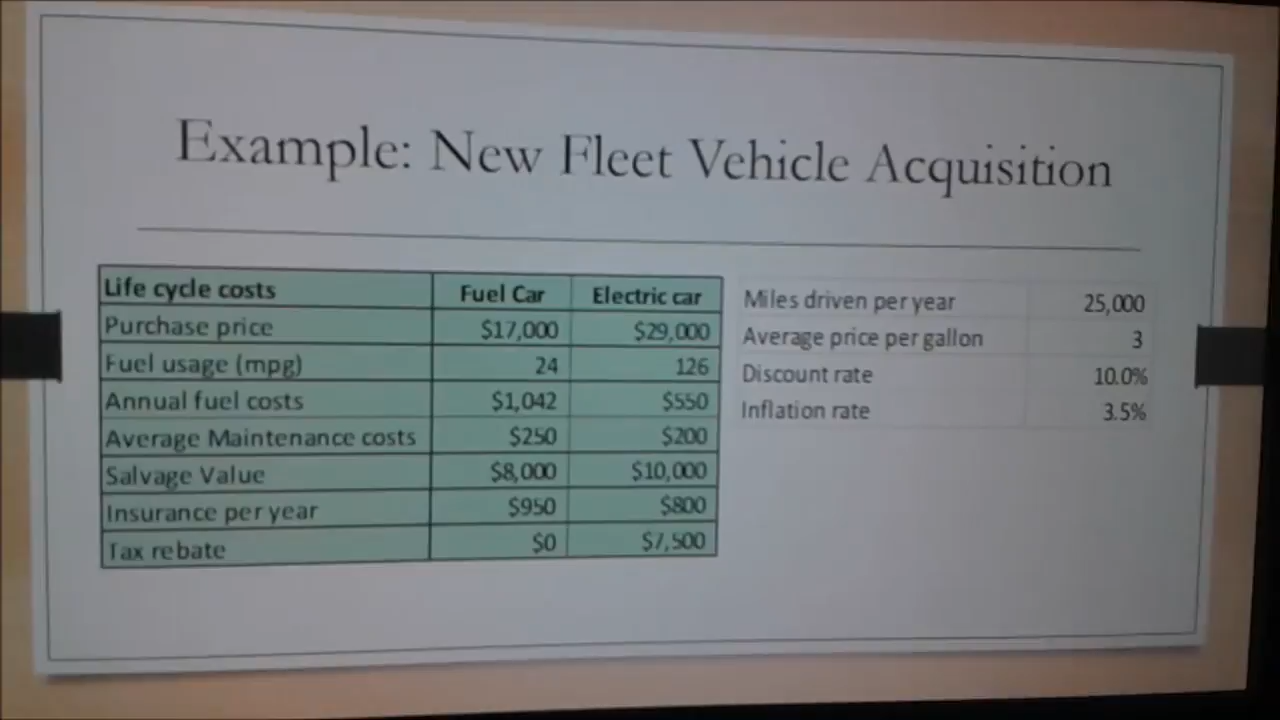 Example: New Fleet Vehicle Acquisition
Life cycle costs Fuel Car Electric car
Purchase price $17,000 $29,000
Fuel usage (mpg) 24 126
Annual fuel costs $1,042 $550
Average Maintenance costs $250 $200
Salvage Value $8,000 $10,000
Insurance per year $950 $800
Tax rebate $0 $7,500
Miles driven per year 25,000
Average price per gallon 3
Discount rate 10.0%
Inflation rate 3.5%